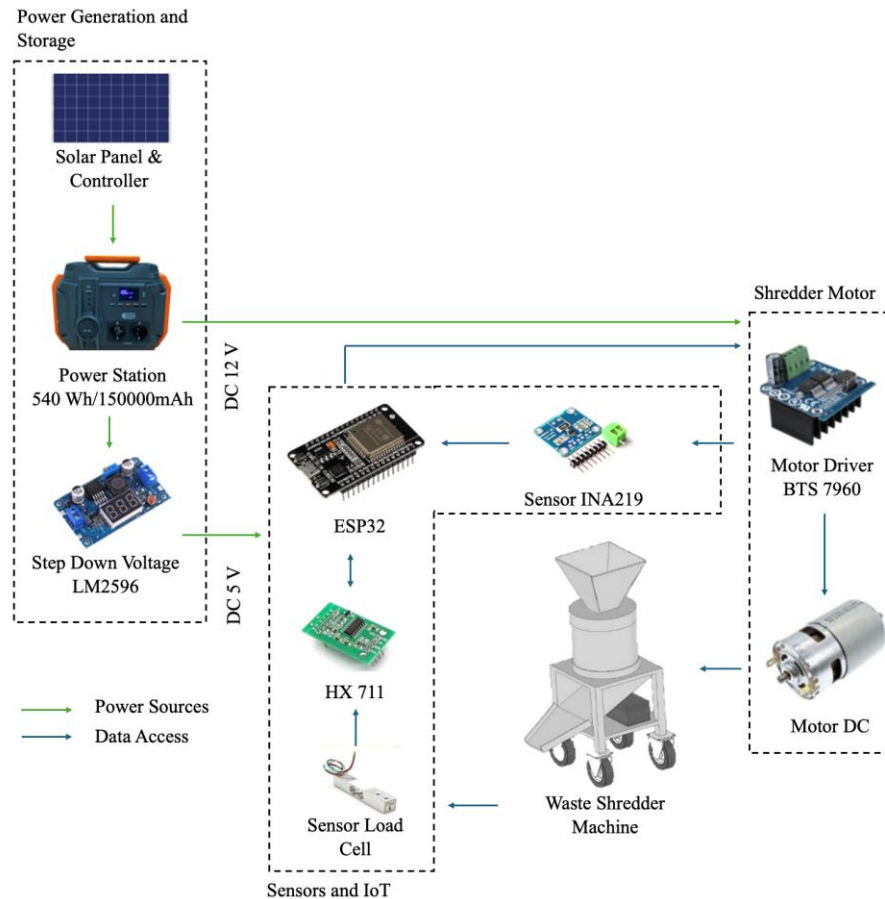 Power Generation and
Storage
Solar Panel &
Controller
Power Station
540 Wh/150000mAh
Step Down Voltage
LM2596
DC 12 V
DC 5 V
Shredder Motor
Motor Driver
BTS 7960
Motor DC
ESP32
Sensor INA219
HX 711
Sensor Load
Cell
Sensors and IoT
Waste Shredder
Machine
Power Sources
Data Access